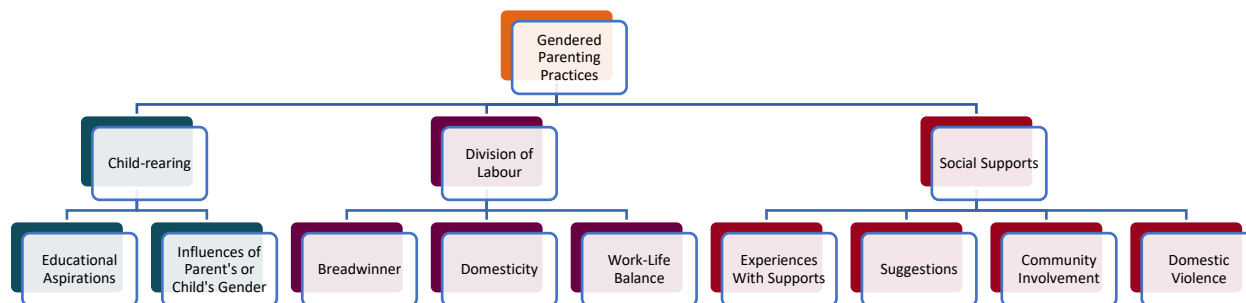 Gendered
Parenting
Practices
Child-rearing
Division of
Labour
Social Supports
Educational
Aspirations
Influences of
Parent's or
Child's Gender
Breadwinner
Domesticity
Work-Life
Balance
Experiences
With Supports
Suggestions
Community
Involvement
Domestic
Violence